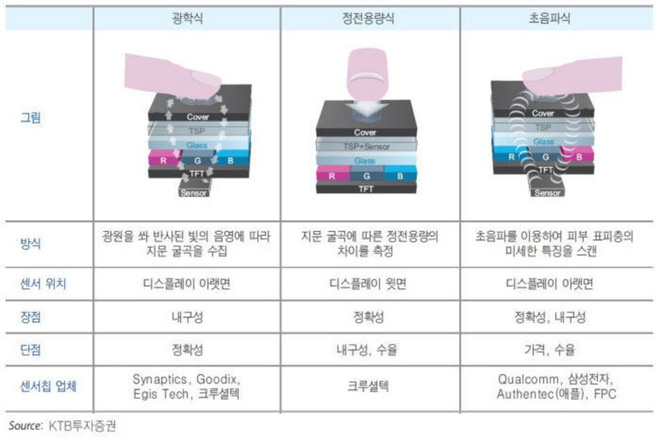 광학식 정전용량식 초음파식
그림
Cover
TSP
Glass
R G B
TFT
Sensor
Cover
TSP+Sensor
Glass
R G B
TFT
Cover
TSP
Glass
R G B
TFT
Sensor
방식
광원을 쏴 반사된 빛의 음영에 따라
지문 굴곡을 수집
지문 굴곡에 따른 정전용량의
차이를 측정
초음파를 이용하여 피부 표피층의
미세한 특징을 스캔
센서 위치 디스플레이 아랫면 디스플레이 윗면 디스플레이 아랫면
장점 내구성 정확성 정확성, 내구성
단점 정확성 내구성, 수율 가격, 수율
센서칩 업체
Synaptics, Goodix,
Egis Tech, 크루셜텍
크루셜텍
Qualcomm, 삼성전자,
Authentec(애플), FPC
Source: KTB투자증권